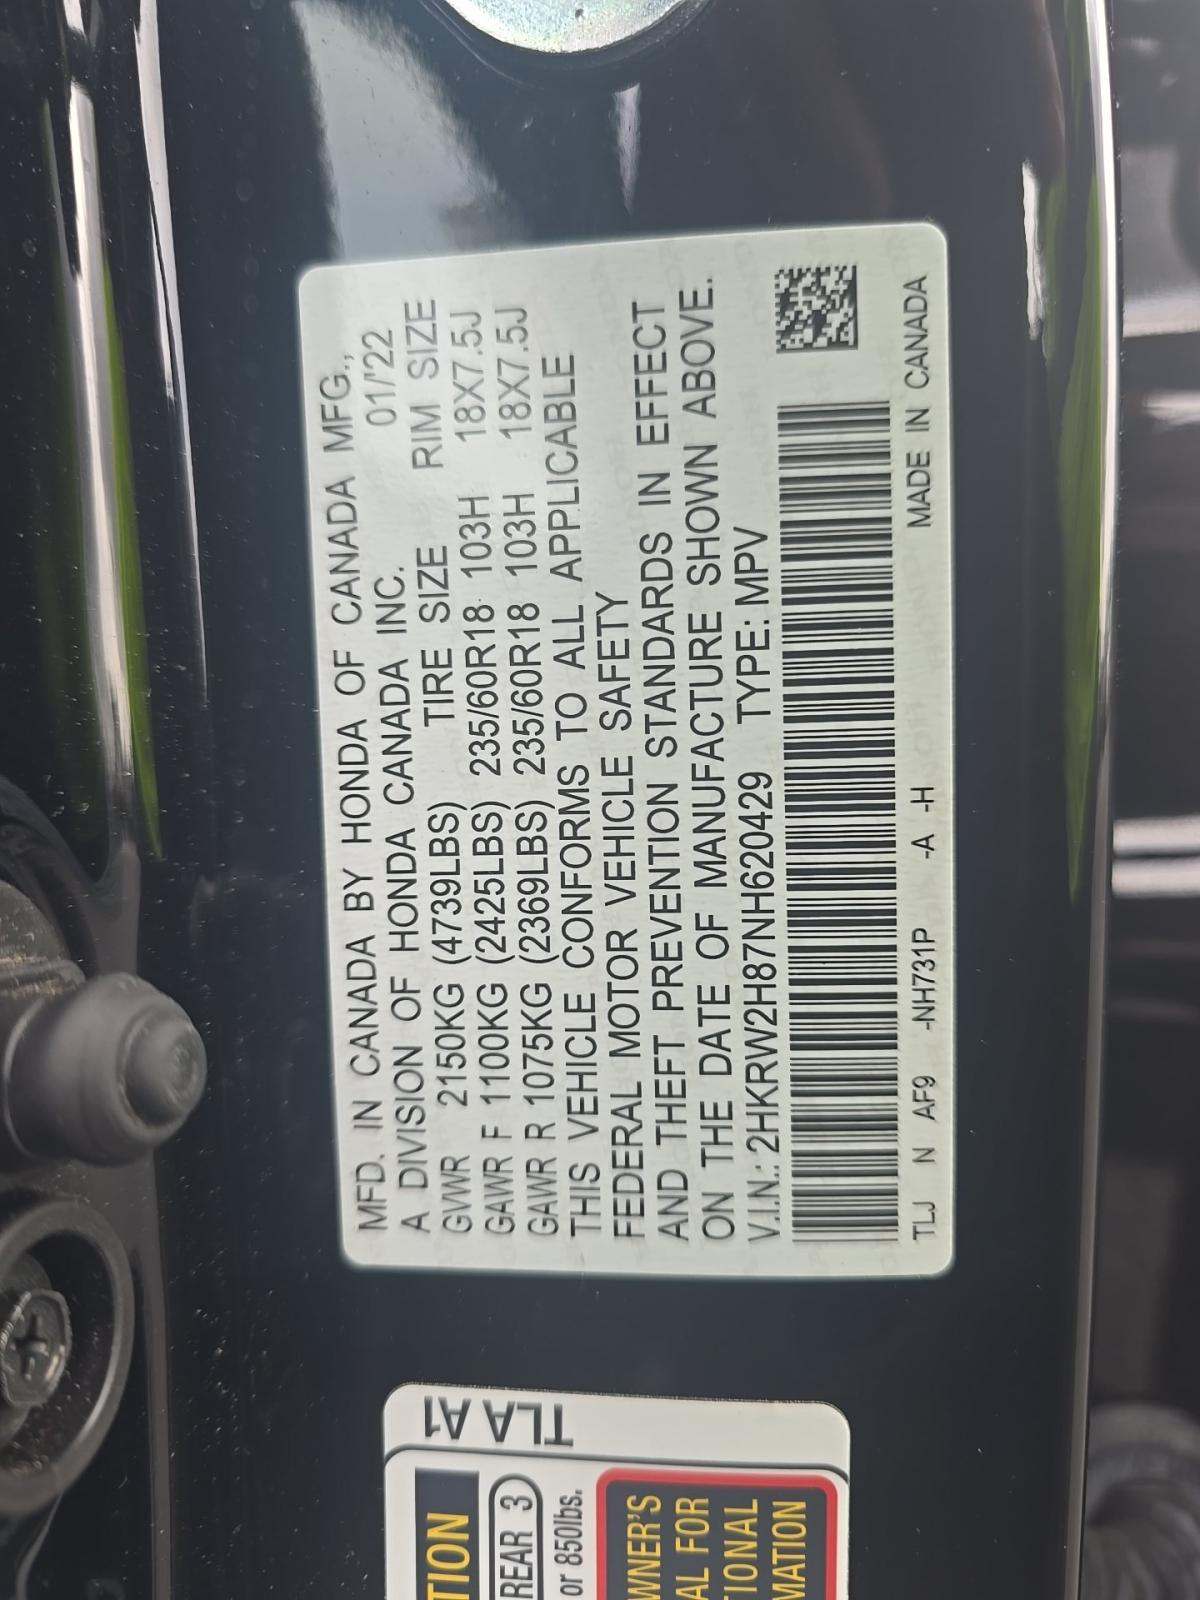 MFD. IN CANADA BY HONDA OF CANADA MFG.,
A DIVISION OF HONDA CANADA INC. 01/'22
GVWR 2150KG (4739LBS) TIRE SIZE RIM SIZE
GAWR F 1100KG (2425LBS) 235/60R18 103H 18X7.5J
GAWR R 1075KG (2369LBS) 235/60R18 103H 18X7.5J
THIS VEHICLE CONFORMS TO ALL APPLICABLE
FEDERAL MOTOR VEHICLE SAFETY
AND THEFT PREVENTION STANDARDS IN EFFECT
ON THE DATE OF MANUFACTURE SHOWN ABOVE.
V.I.N.: 2HKRW2H87NH620429 TYPE: MPV
TLJ N AF9 -NH731P -A -H MADE IN CANADA
TLA A1
TION
REAR 3
or 850lbs.
WNER'S
AL FOR
TIONAL
MATION